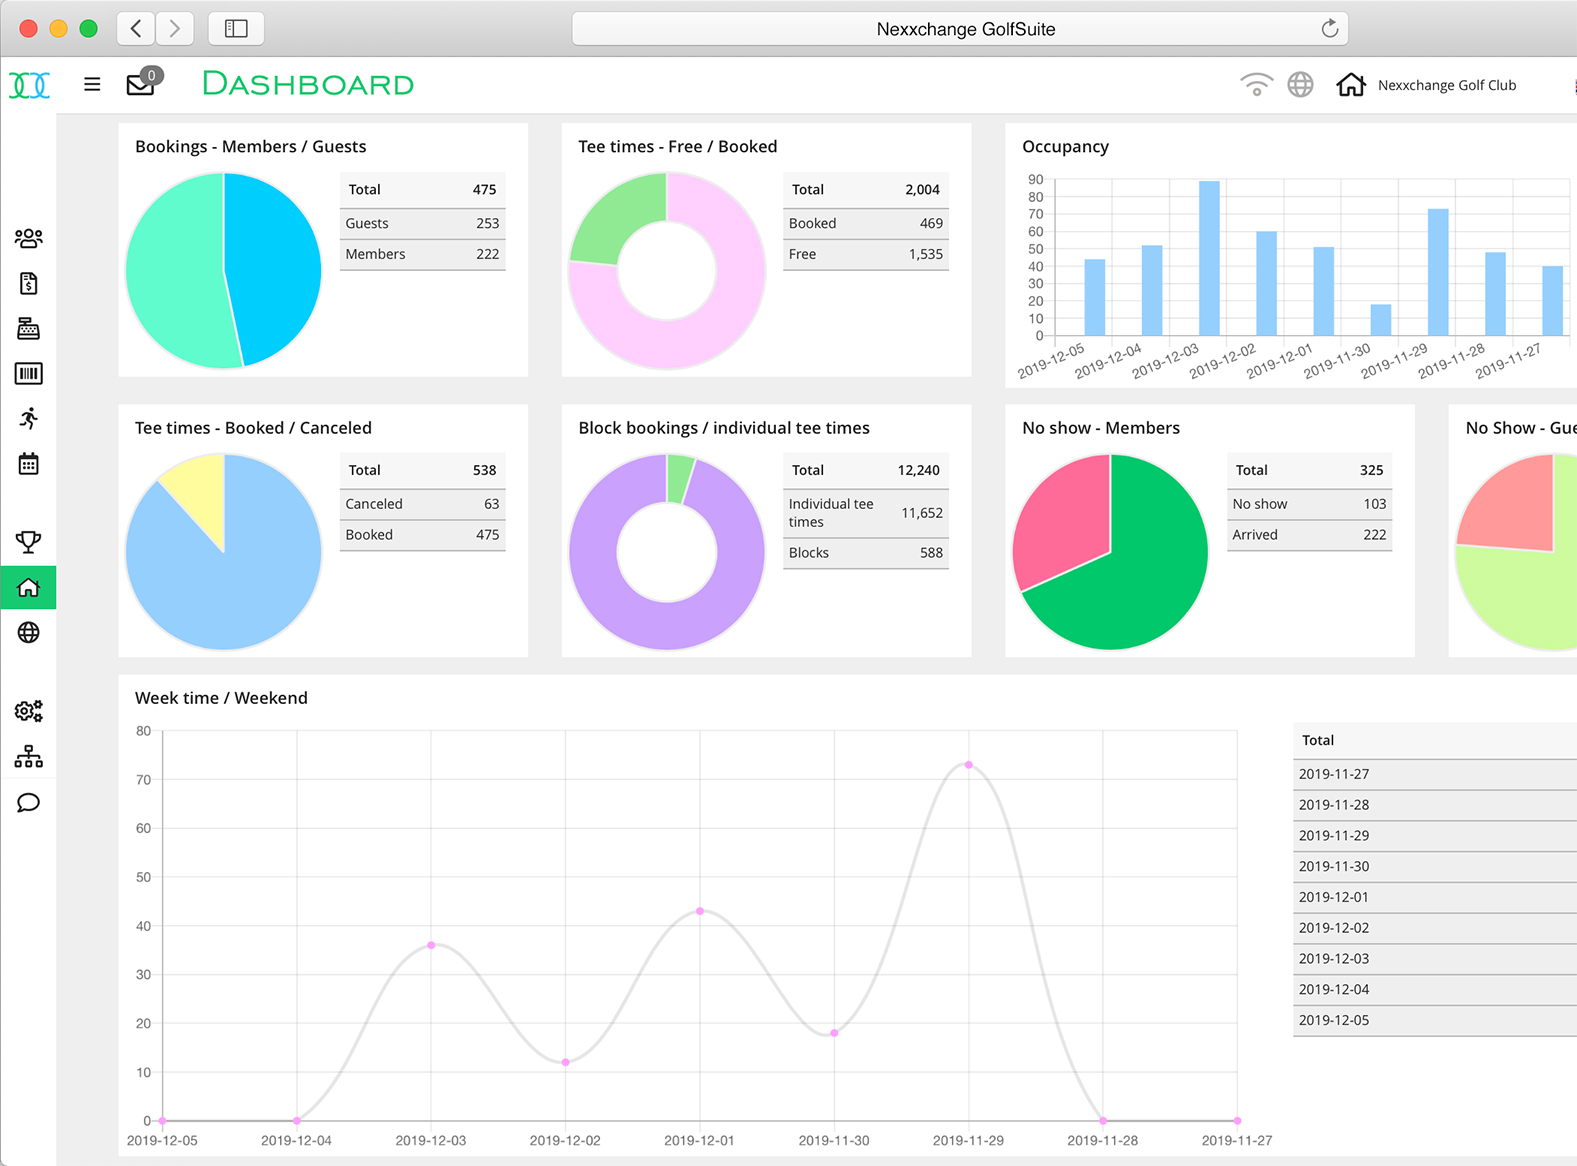 Nexxchange GolfSuite
0
DASHBOARD
Nexxchange Golf Club
Bookings - Members / Guests
Total 475
Guests 253
Members 222
Tee times - Free / Booked
Total 2,004
Booked 469
Free 1,535
Occupancy
90
80
70
60
50
40
30
20
10
0
2019-12-05 2019-12-04 2019-12-03 2019-12-02 2019-12-01 2019-11-30 2019-11-29 2019-11-28 2019-11-27
Tee times - Booked / Canceled
Total 538
Canceled 63
Booked 475
Block bookings / individual tee times
Total 12,240
Individual tee
times 11,652
Blocks 588
No show - Members
Total 325
No show 103
Arrived 222
No Show - Gue
Week time / Weekend
80
70
60
50
40
30
20
10
0
2019-12-05 2019-12-04 2019-12-03 2019-12-02 2019-12-01 2019-11-30 2019-11-29 2019-11-28 2019-11-27
Total
2019-11-27
2019-11-28
2019-11-29
2019-11-30
2019-12-01
2019-12-02
2019-12-03
2019-12-04
2019-12-05